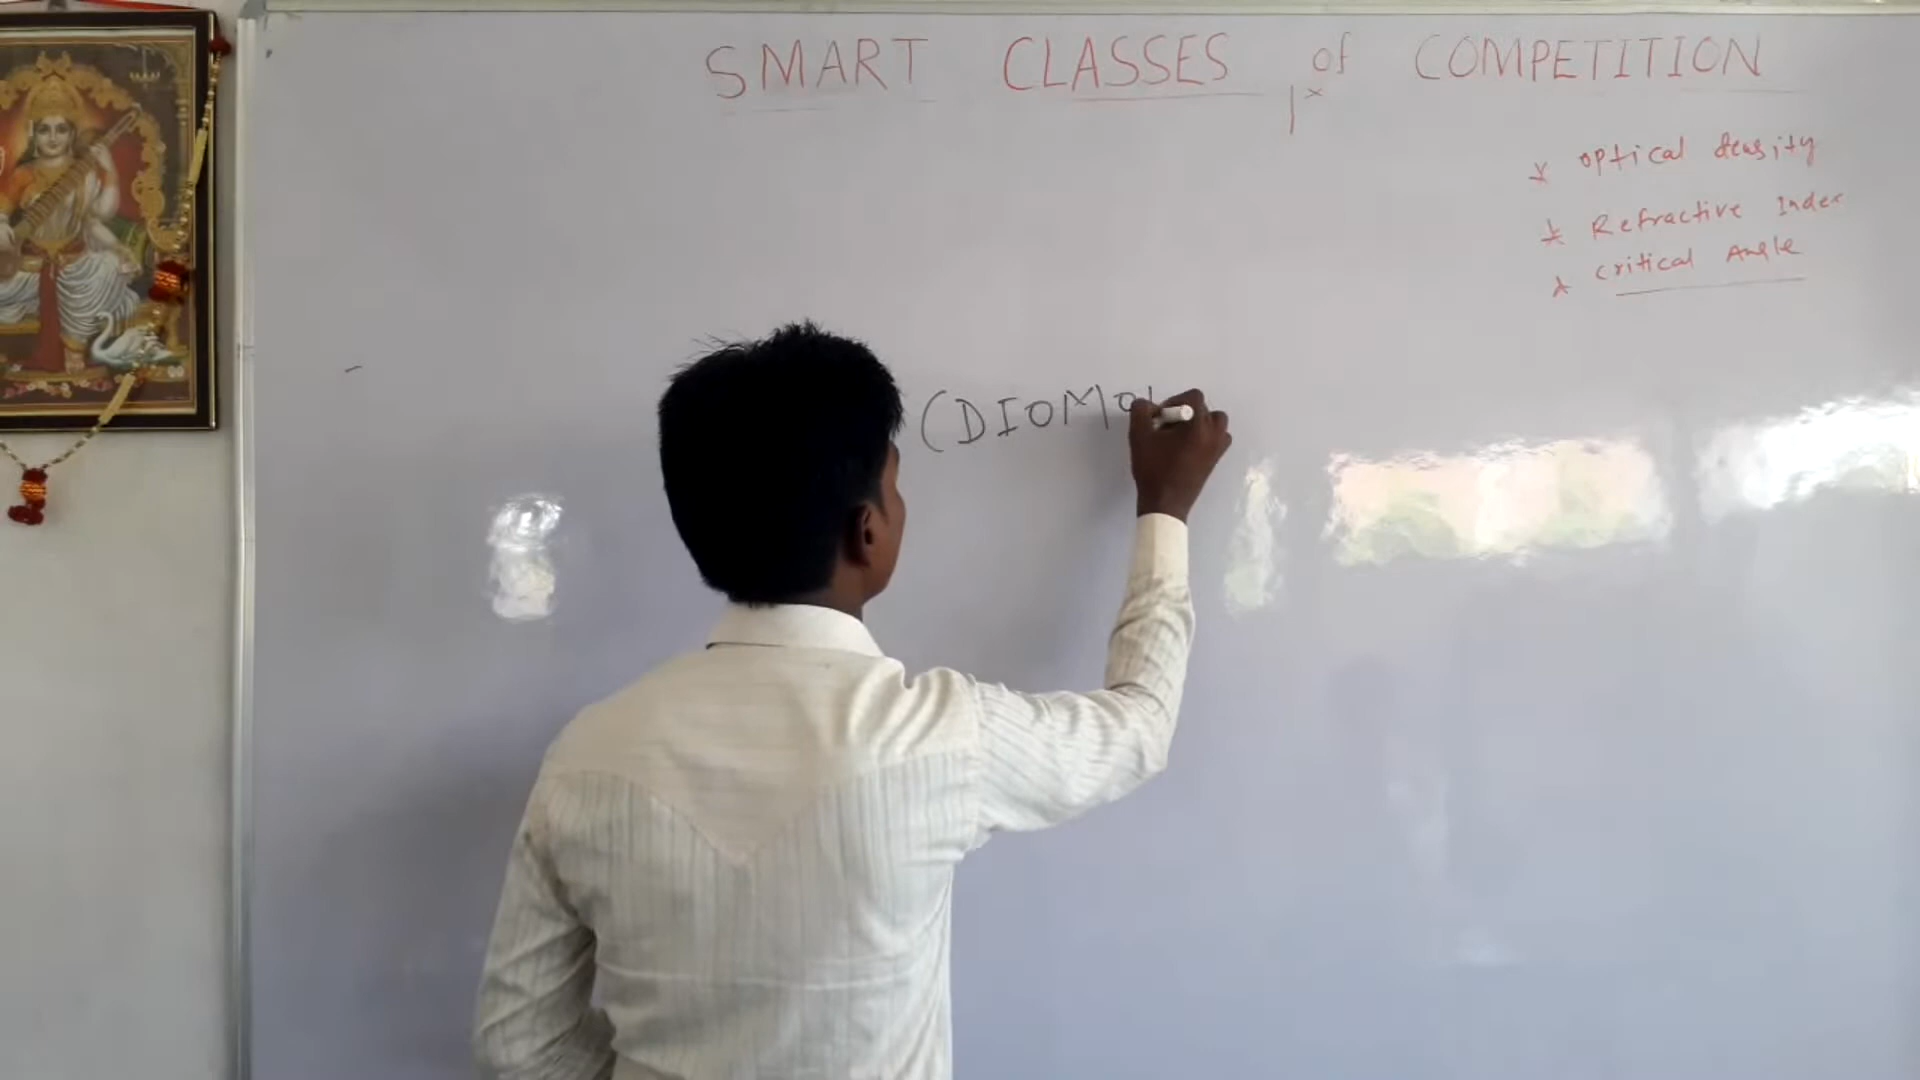 SMART CLASSES of COMPETITION
* optical density
* Refractive Index
* critical Angle
(DIOMO